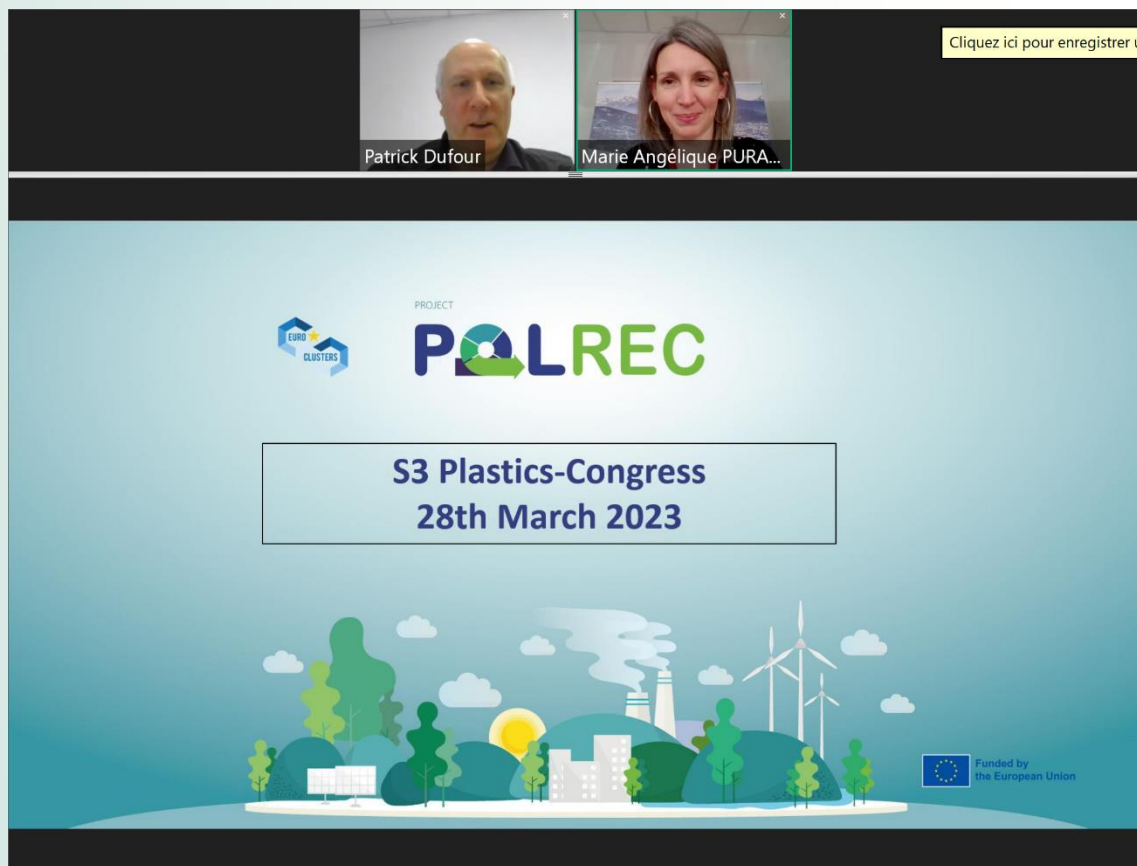 Cliquez ici pour enregistrer u
Patrick Dufour
Marie Angélique PURA...
PROJECT
EURO
CLUSTERS
POLREC
S3 Plastics-Congress
28th March 2023
Funded by
the European Union